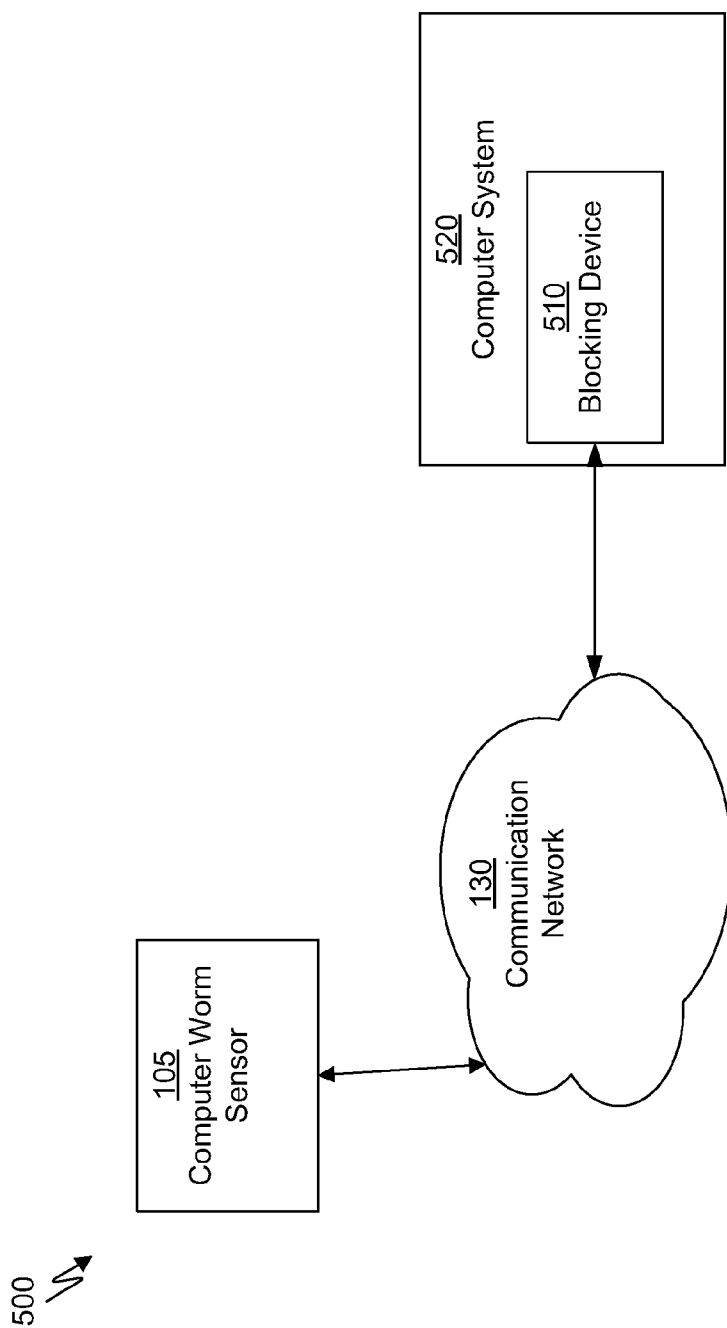 500
105
Computer Worm
Sensor
130
Communication
Network
520
Computer System
510
Blocking Device